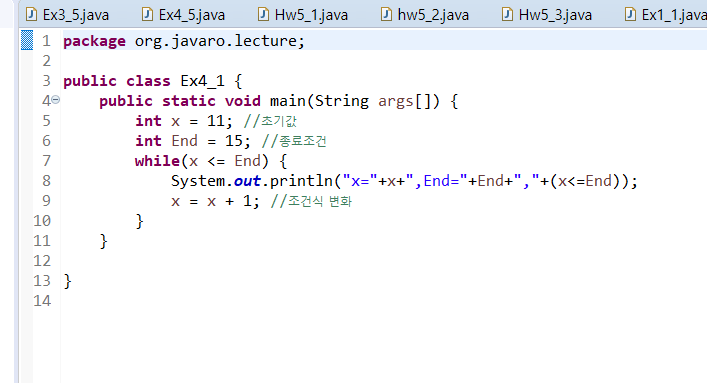 Ex3_5.java Ex4_5.java Hw5_1.java hw5_2.java Hw5_3.java Ex1_1.java
1 package org.javaro.lecture;
2
3 public class Ex4_1 {
4 public static void main(String args[]) {
5 int x = 11; //초기값
6 int End = 15; //종료조건
7 while(x <= End) {
8 System.out.println("x="+x+",End="+End+","+(x<=End));
9 x = x + 1; //조건식 변화
10 }
11 }
12
13 }
14